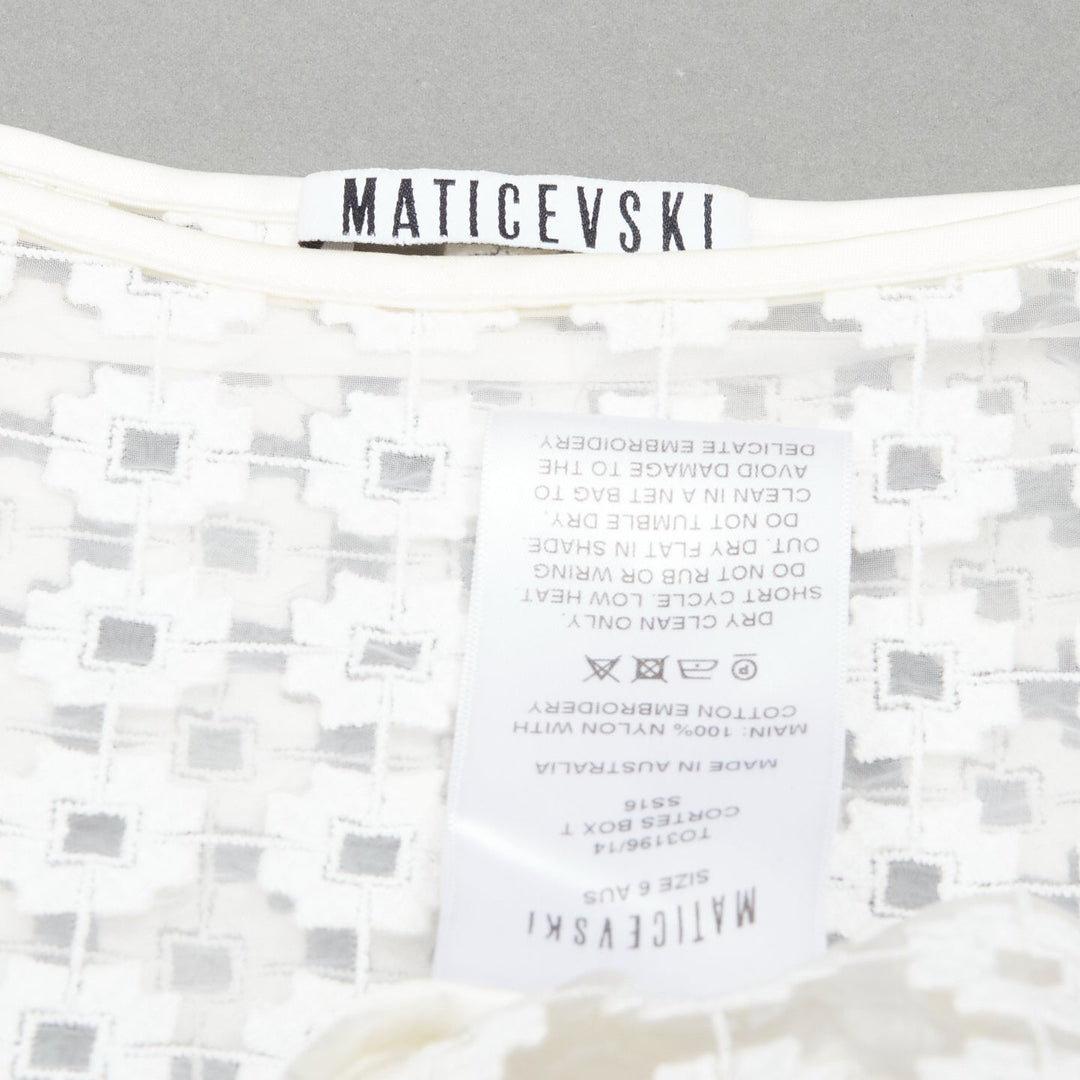 MATICEVSKI
MATICEVSKI
SIZE 6 AUS
TO3196/14
CORTES BOX T
SS16
MADE IN AUSTRALIA
MAIN: 100% NYLON WITH
COTTON EMBROIDERY
P
DRY CLEAN ONLY.
SHORT CYCLE. LOW HEAT.
DO NOT RUB OR WRING
OUT. DRY FLAT IN SHADE.
DO NOT TUMBLE DRY.
CLEAN IN A NET BAG TO
AVOID DAMAGE TO THE
DELICATE EMBROIDERY.